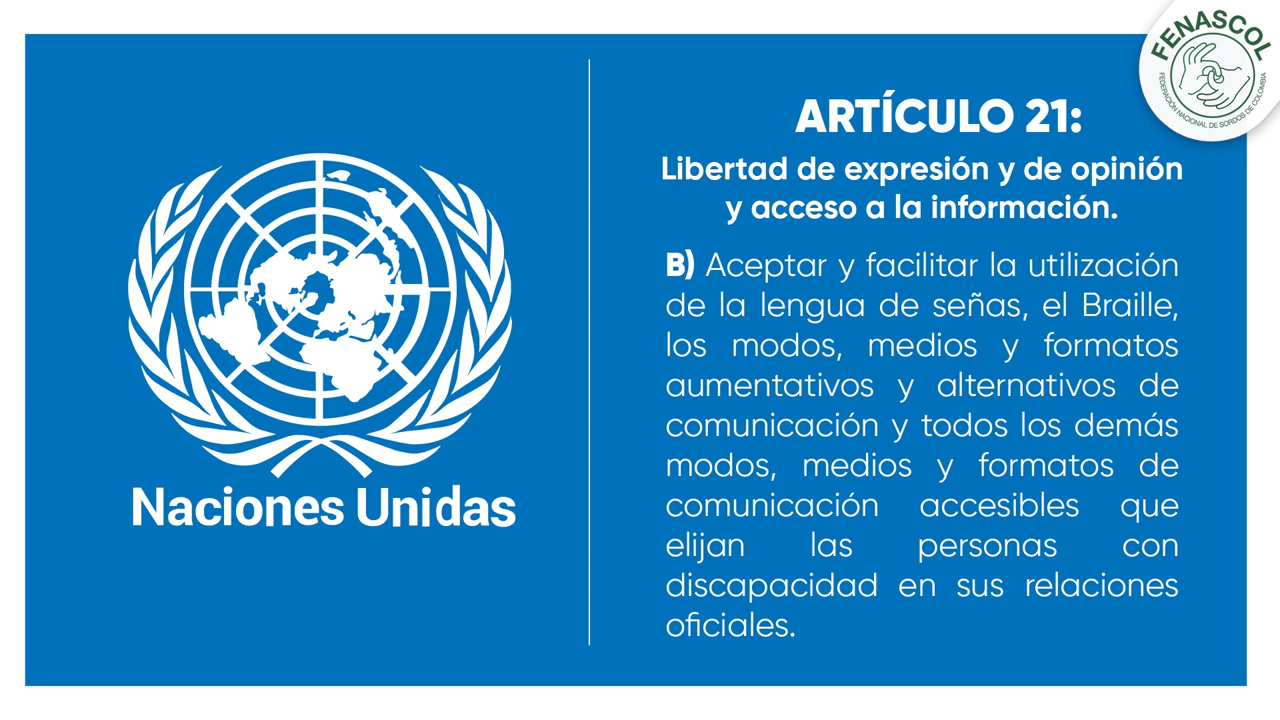 FENASCOL
FEDERACIÓN NACIONAL DE SORDOS DE COLOMBIA
Naciones Unidas
ARTÍCULO 21:
Libertad de expresión y de opinión
y acceso a la información.
B) Aceptar y facilitar la utilización
de la lengua de señas, el Braille,
los modos, medios y formatos
aumentativos y alternativos de
comunicación y todos los demás
modos, medios y formatos de
comunicación accesibles que
elijan las personas con
discapacidad en sus relaciones
oficiales.